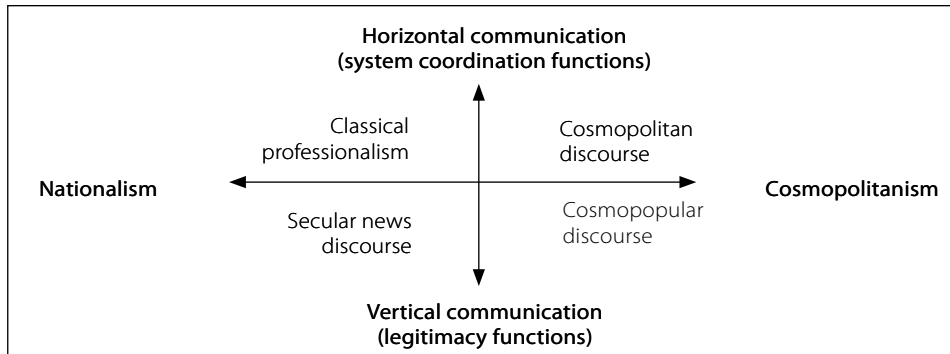 Horizontal communication
(system coordination functions)
Classical
professionalism
Cosmopolitan
discourse
Nationalism
Cosmopolitanism
Secular news
discourse
Cosmopopular
discourse
Vertical communication
(legitimacy functions)